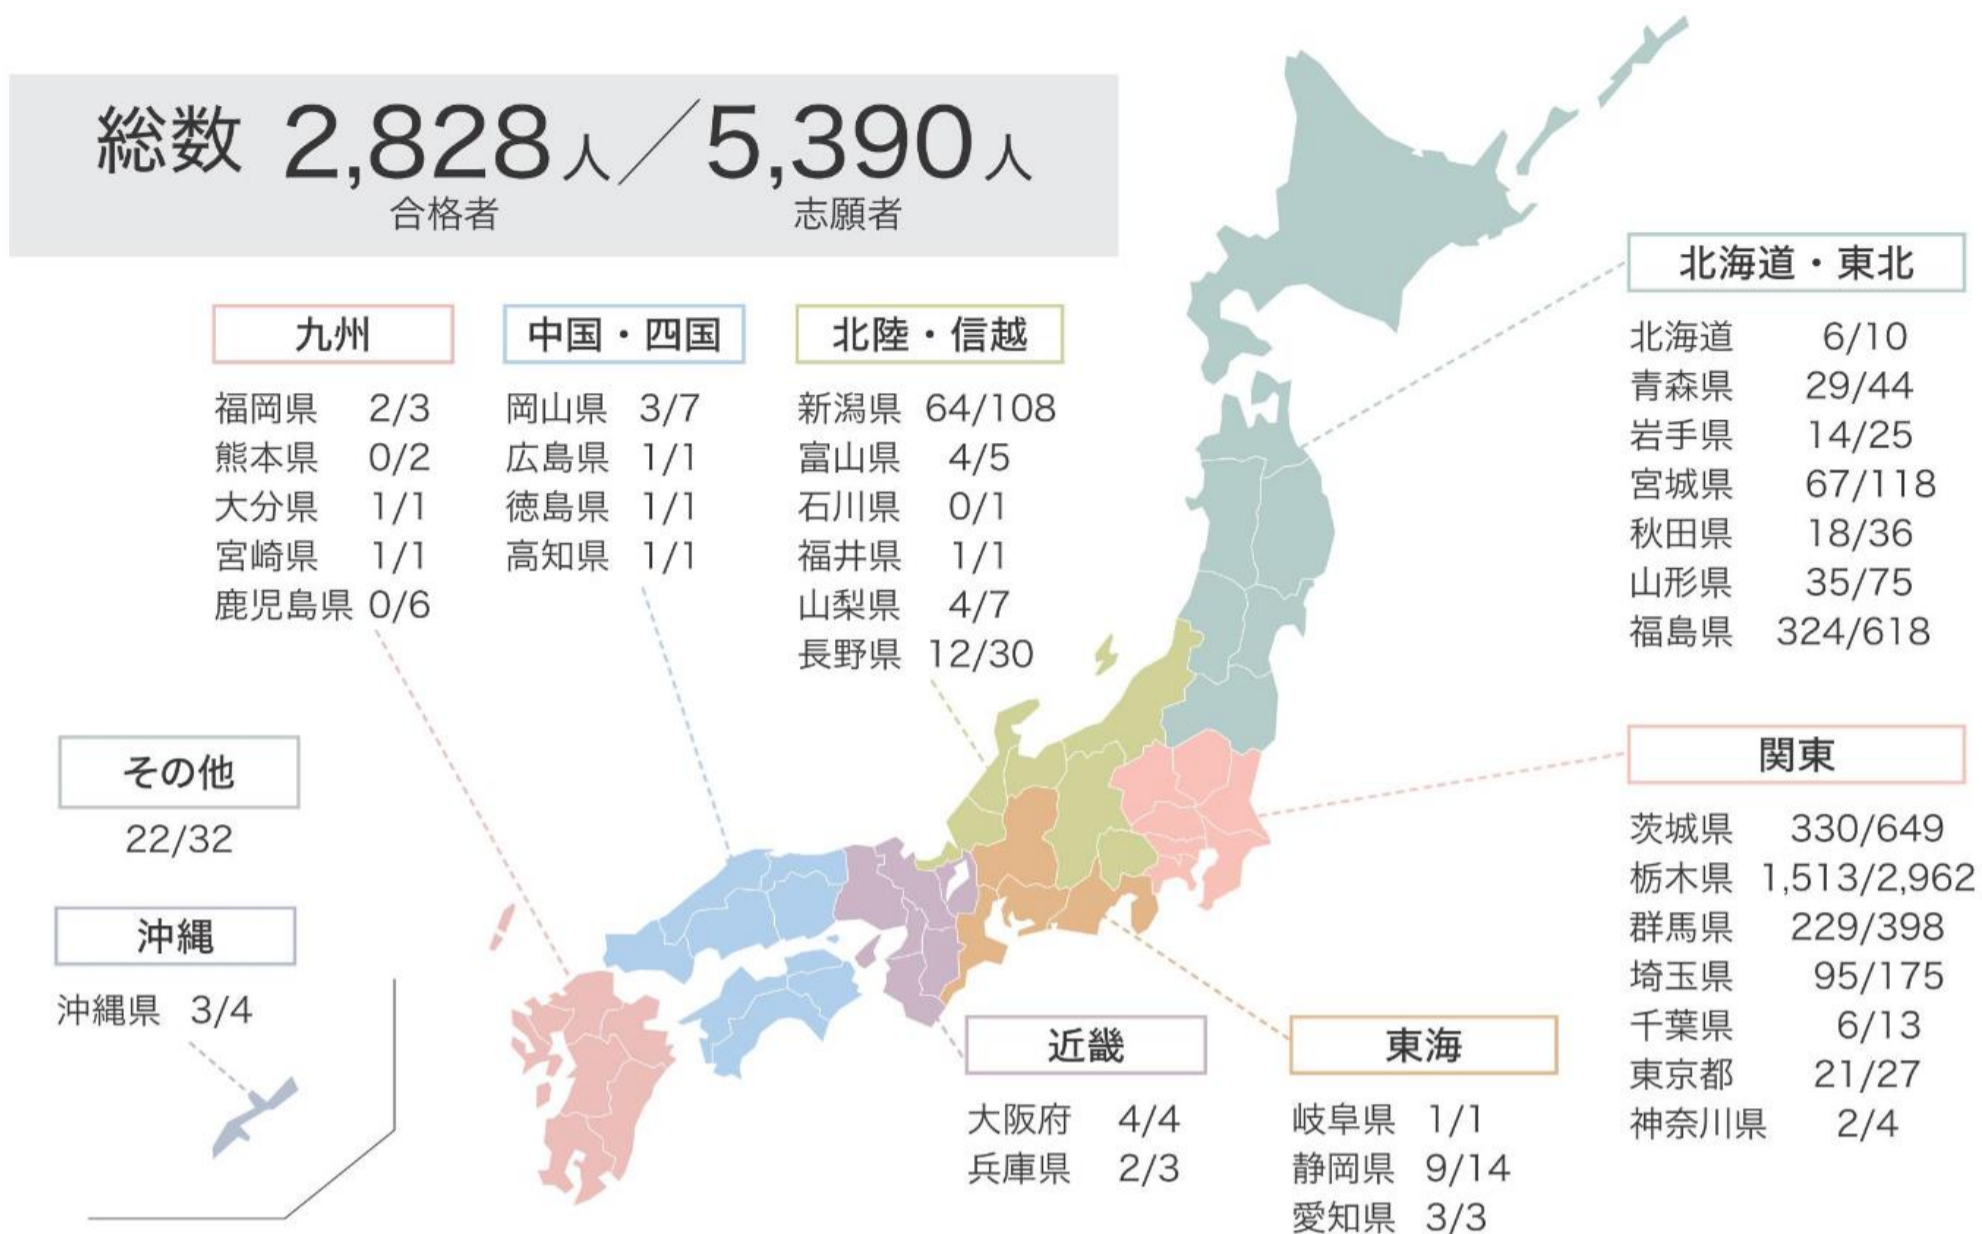 総数 2,828人／5,390人
合格者 志願者
九州
福岡県 2/3
熊本県 0/2
大分県 1/1
宮崎県 1/1
鹿児島県 0/6
中国・四国
岡山県 3/7
広島県 1/1
徳島県 1/1
高知県 1/1
北陸・信越
新潟県 64/108
富山県 4/5
石川県 0/1
福井県 1/1
山梨県 4/7
長野県 12/30
北海道・東北
北海道 6/10
青森県 29/44
岩手県 14/25
宮城県 67/118
秋田県 18/36
山形県 35/75
福島県 324/618
関東
茨城県 330/649
栃木県 1,513/2,962
群馬県 229/398
埼玉県 95/175
千葉県 6/13
東京都 21/27
神奈川県 2/4
その他
22/32
沖縄
沖縄県 3/4
近畿
大阪府 4/4
兵庫県 2/3
東海
岐阜県 1/1
静岡県 9/14
愛知県 3/3